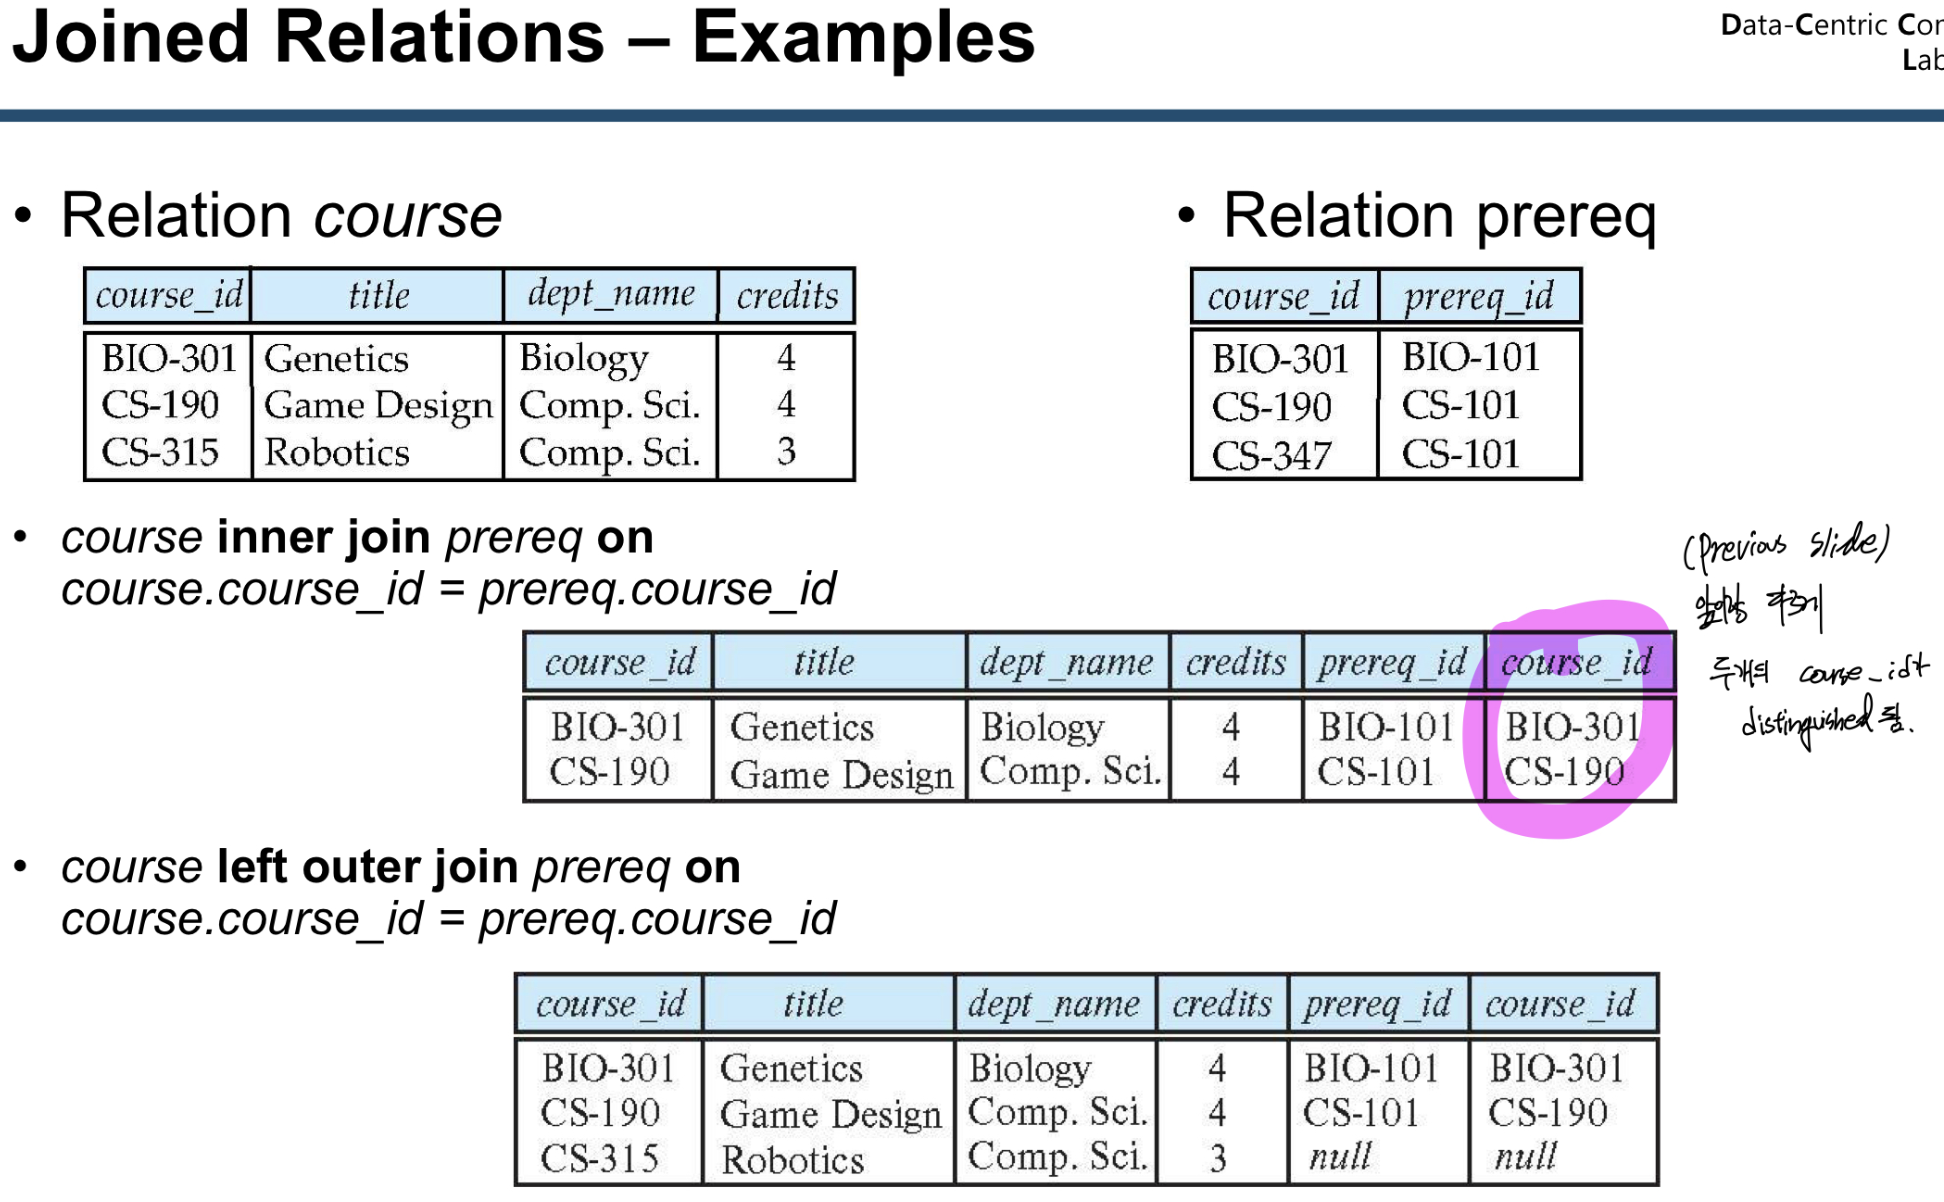 Joined Relations – Examples
Data-Centric Con
Lab
• Relation course
course_id title dept_name credits
BIO-301 Genetics Biology 4
CS-190 Game Design Comp. Sci. 4
CS-315 Robotics Comp. Sci. 3
• Relation prereq
course_id prereq_id
BIO-301 BIO-101
CS-190 CS-101
CS-347 CS-101
• course inner join prereq on
course.course_id = prereq.course_id
course_id title dept_name credits prereq_id course_id
BIO-301 Genetics Biology 4 BIO-101 BIO-301
CS-190 Game Design Comp. Sci. 4 CS-101 CS-190
(Previous slide)
두개의 course_id가
distinguished 됨.
• course left outer join prereq on
course.course_id = prereq.course_id
course_id title dept_name credits prereq_id course_id
BIO-301 Genetics Biology 4 BIO-101 BIO-301
CS-190 Game Design Comp. Sci. 4 CS-101 CS-190
CS-315 Robotics Comp. Sci. 3 null null